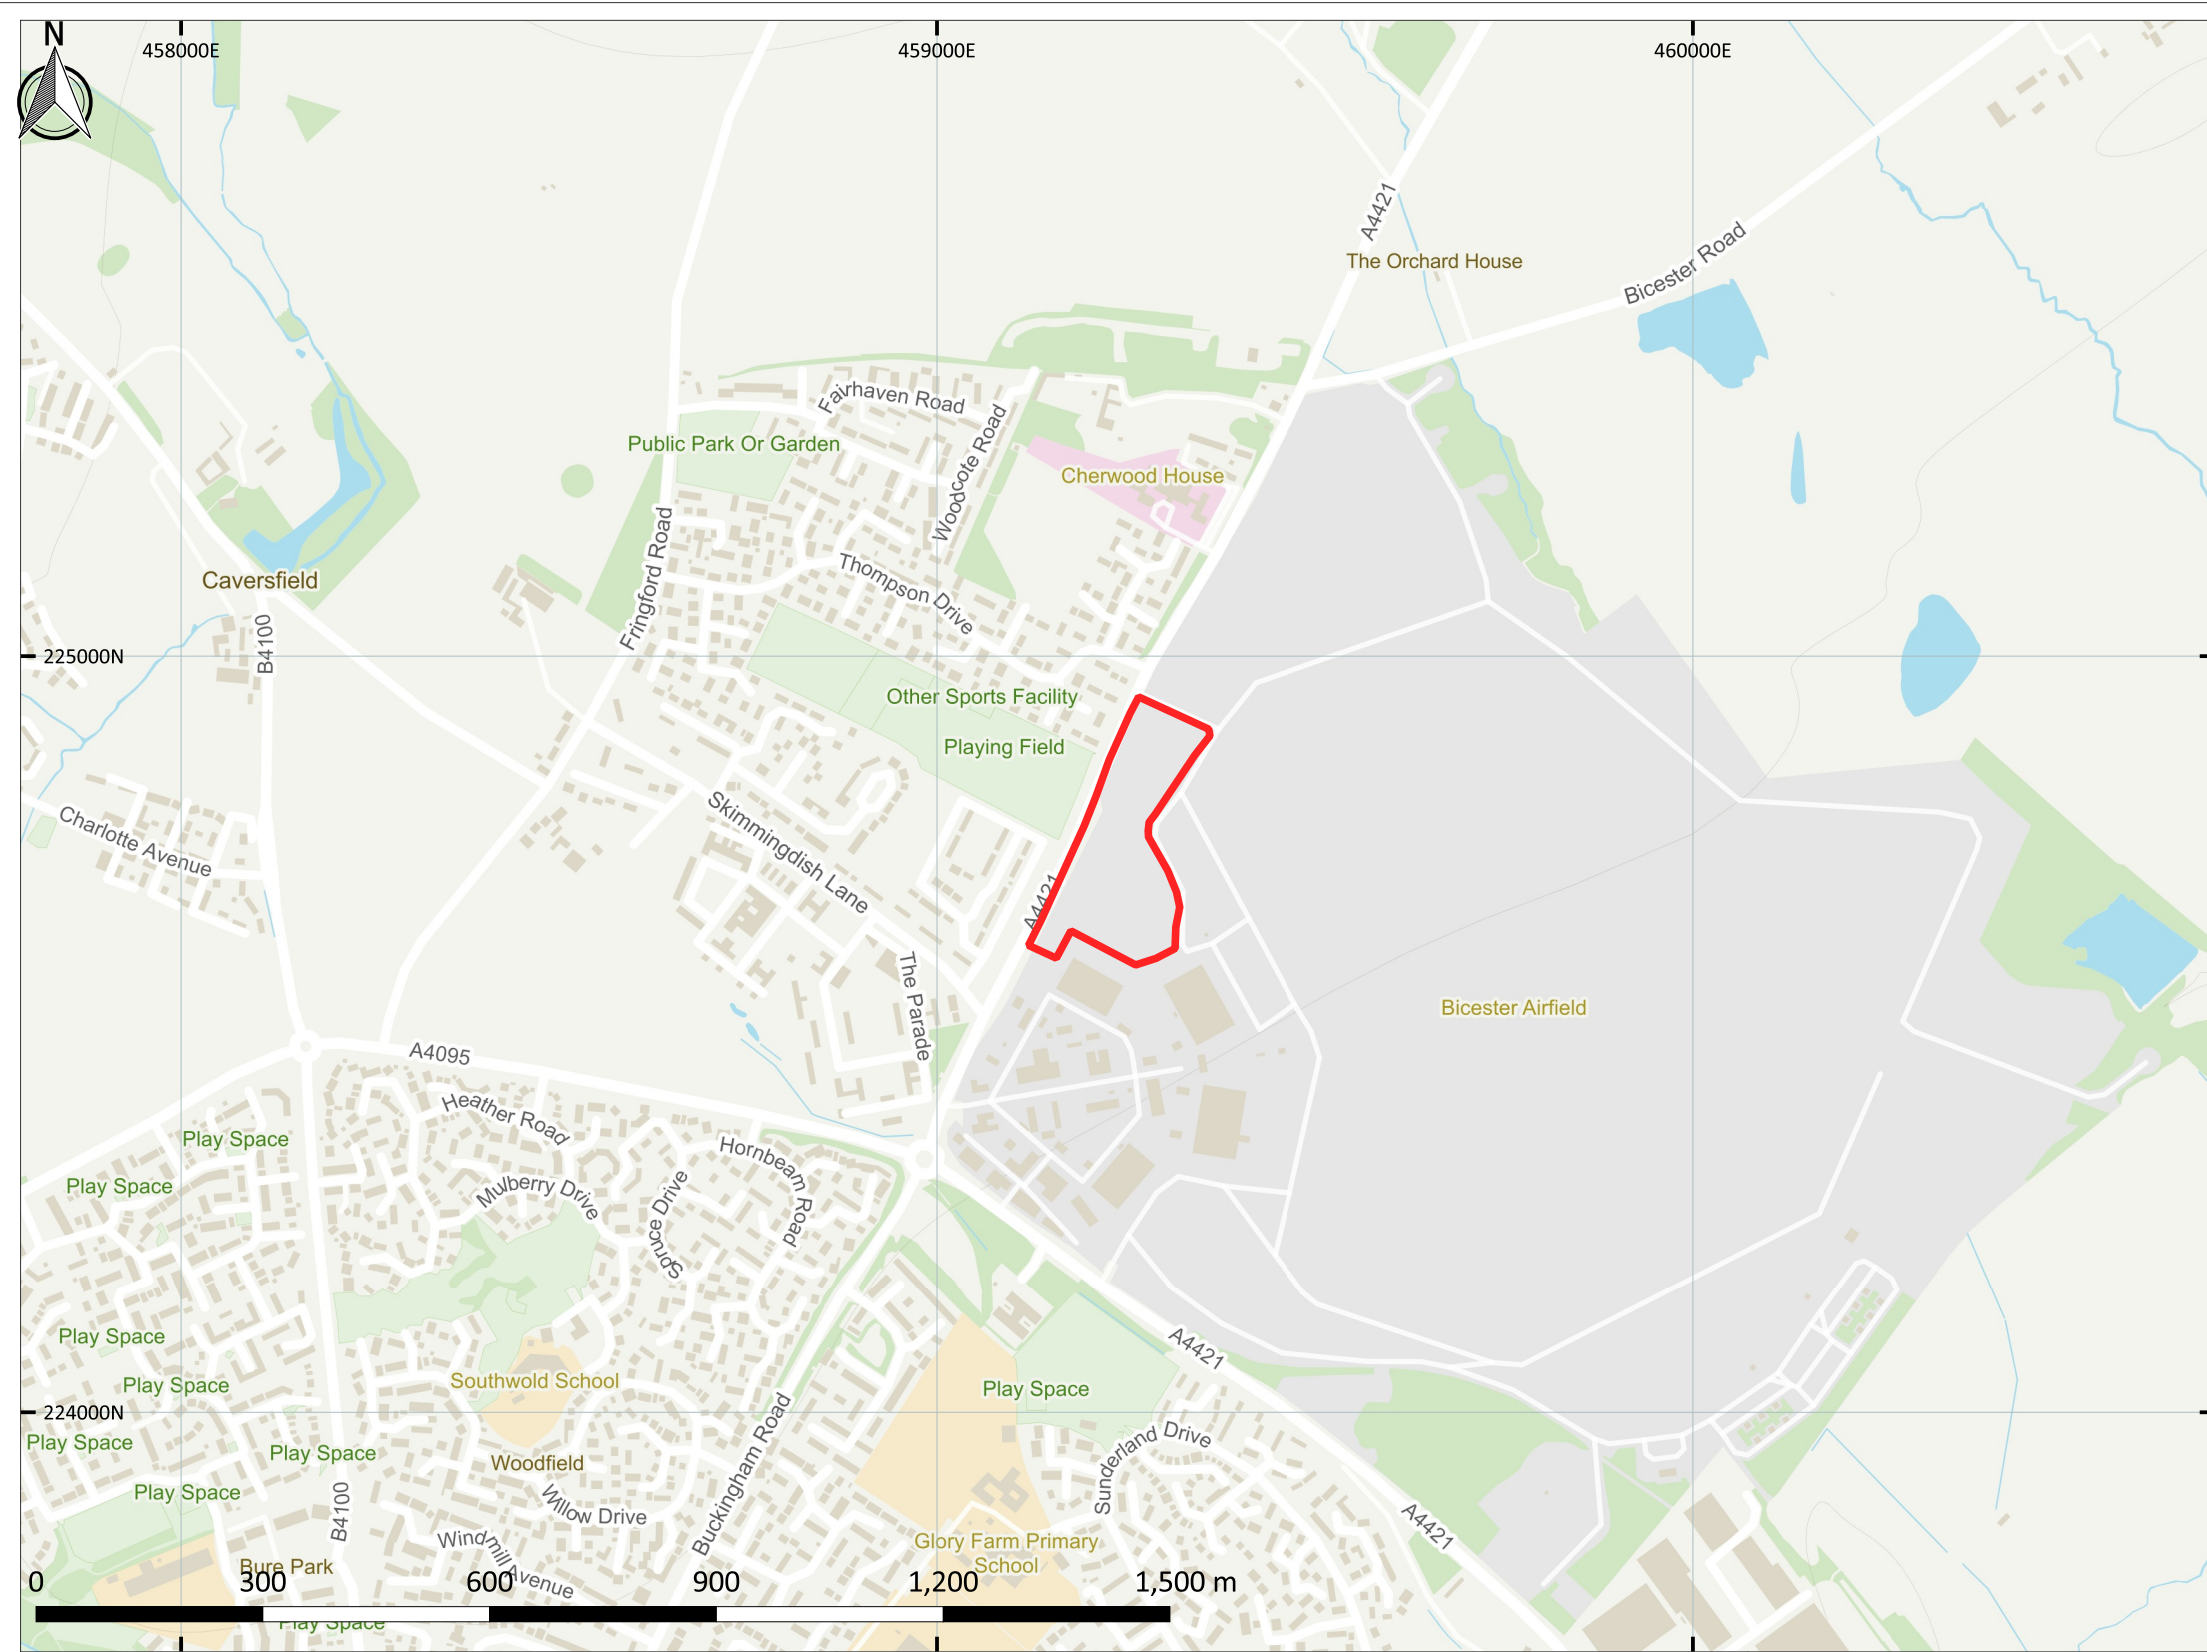 N
458000E
459000E
460000E
A4421
The Orchard House
Bicester Road
Fairhaven Road
Woodcote Road
Public Park Or Garden
Cherwood House
Fringford Road
Thompson Drive
Caversfield
B4100
225000N
Other Sports Facility
Playing Field
Skimmingdish Lane
Charlotte Avenue
A4421
The Parade
Bicester Airfield
A4095
Heather Road
Play Space
Hornbeam Road
Play Space
Mulberry Drive
Spruce Drive
Play Space
A4421
Play Space
Southwold School
Play Space
Buckingham Road
224000N
Play Space
Play Space
Woodfield
Sunderland Drive
Play Space
B4100
Willow Drive
A4421
Windmill Avenue
Glory Farm Primary
School
Bure Park
0 300 600 900 1,200 1,500 m
Play Space